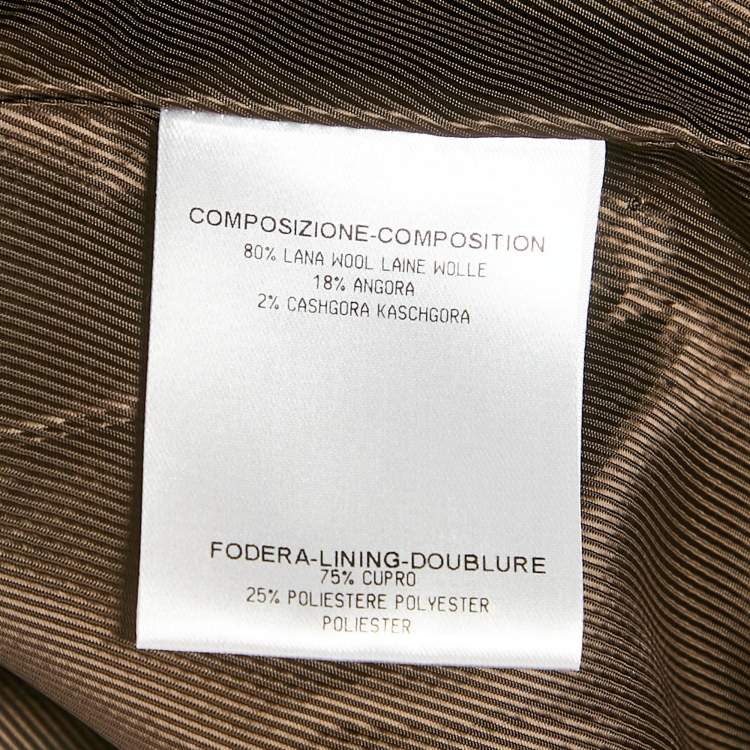 COMPOSIZIONE-COMPOSITION
80% LANA WOOL LAINE WOLLE
18% ANGORA
2% CASHGORA KASCHGORA
FODERA-LINING-DOUBLURE
75% CUPRO
25% POLIESTERE POLYESTER
POLIESTER